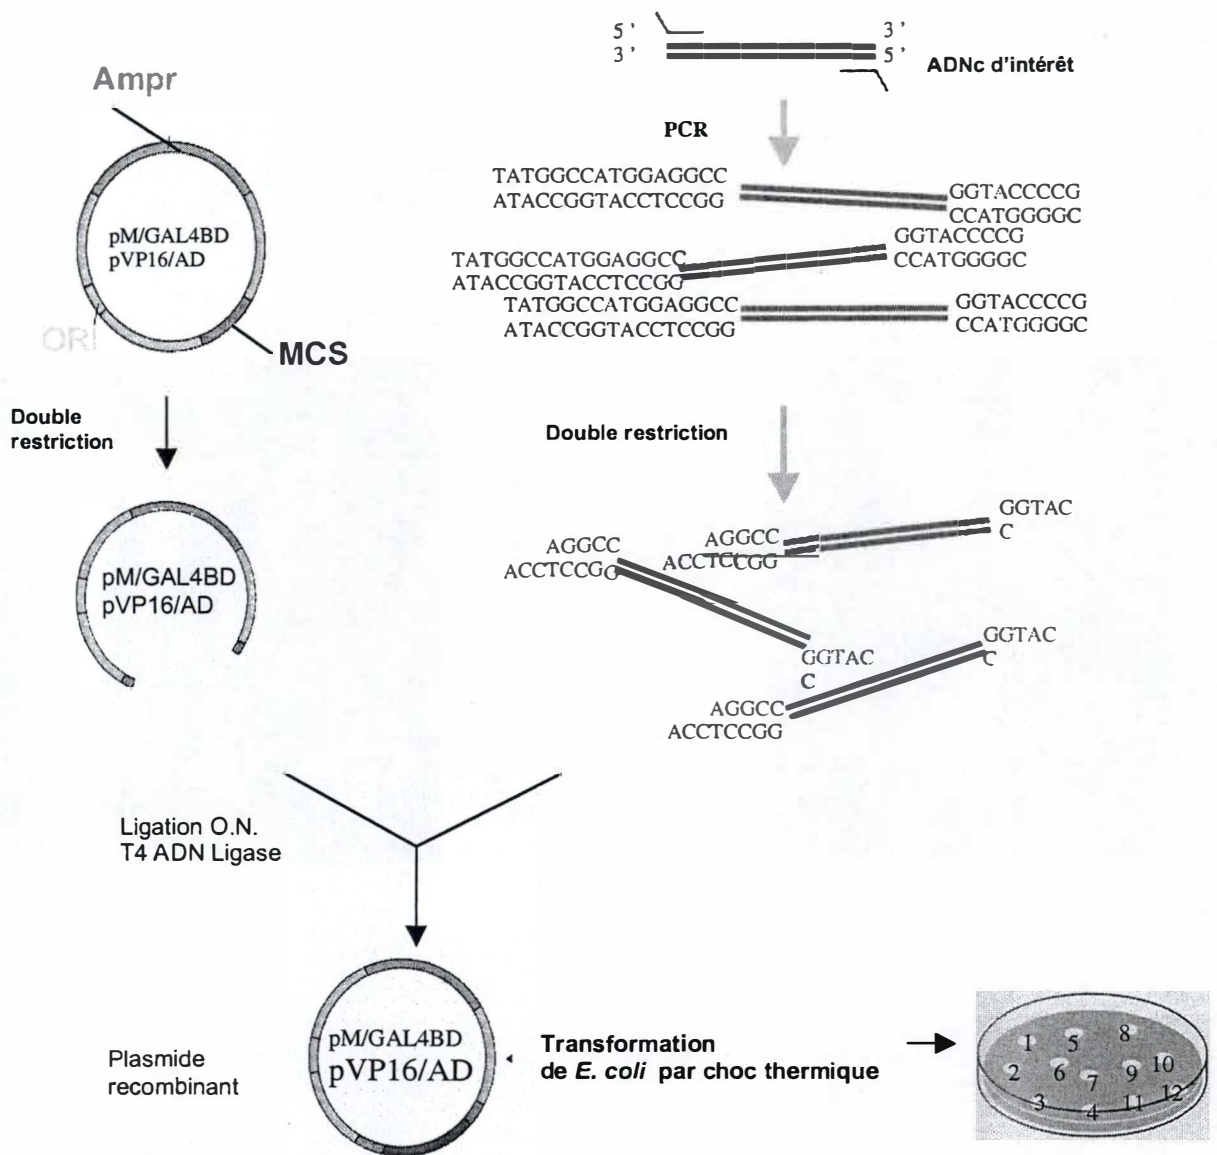 5 '
3 '
3 '
5 '
ADNc d'intérêt
Ampr
PCR
pM/GAL4BD
pVP16/AD
ORI
MCS
TATGGCCATGGAGGCC
ATACCGGTACCTCCGG
GGTACCCCG
CCATGGGGC
TATGGCCATGGAGGCC
ATACCGGTACCTCCGG
GGTACCCCG
CCATGGGGC
TATGGCCATGGAGGCC
ATACCGGTACCTCCGG
GGTACCCCG
CCATGGGGC
Double
restriction
Double restriction
pM/GAL4BD
pVP16/AD
AGGCC
ACCTCCGG
GGTAC
C
AGGCC
ACCTCCGG
GGTAC
C
AGGCC
ACCTCCGG
GGTAC
C
Ligation O.N.
T4 ADN Ligase
Plasmide
recombinant
pM/GAL4BD
pVP16/AD
Transformation
de E. coli par choc thermique
1
2
3
4
5
6
7
8
9
10
11
12